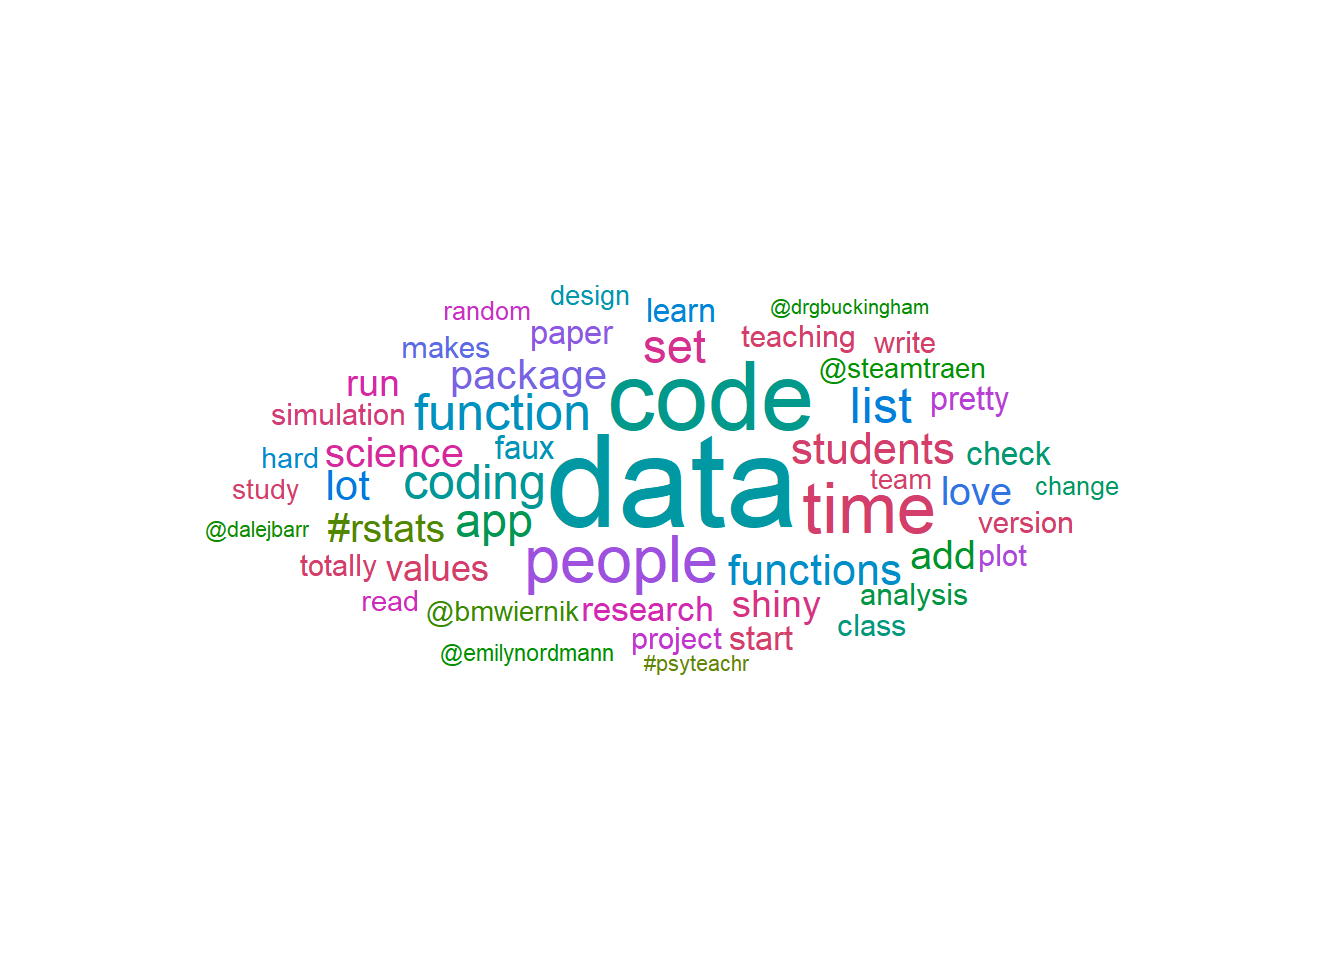 design
random
learn
@drgbuckingham
paper
set
teaching
write
makes
package
code
@steamtraen
run
function
list
pretty
simulation
science
faux
data
students
check
hard
lot
coding
team
love
change
study
time
@dalejbarr
#rstats
app
version
people
functions
add
plot
totally
values
read
@bmwiernik
research
shiny
analysis
class
project
start
@emilynordmann
#psyteachr